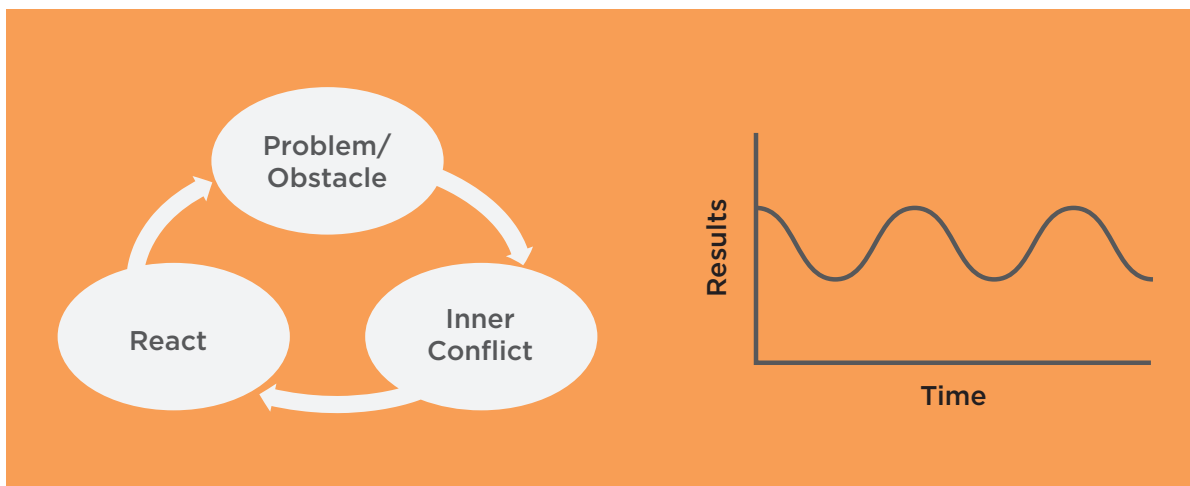 Problem/
Obstacle
React
Inner
Conflict
Results
Time